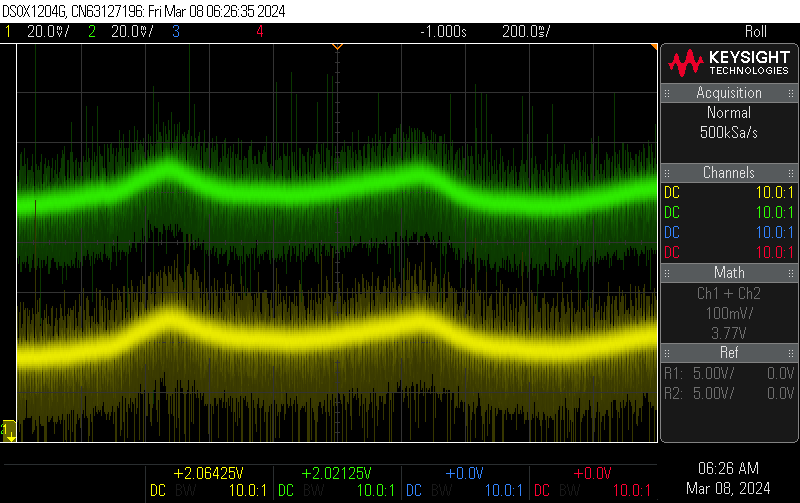 DSOX1204G, CN63127196: Fri Mar 08 06:26:35 2024
1 20.0mV/ 2 20.0mV/ 3 4 -1.000s 200.0ms/ Roll
KEYSIGHT
TECHNOLOGIES
Acquisition
Normal
500kSa/s
Channels
DC 10.0:1
DC 10.0:1
DC 10.0:1
DC 10.0:1
Math
Ch1 + Ch2
100mV/
3.77V
Ref
R1: 5.00V/ 0.0V
R2: 5.00V/ 0.0V
+2.06425V +2.02125V +0.0V +0.0V
DC BW 10.0:1 DC BW 10.0:1 DC BW 10.0:1 DC BW 10.0:1
06:26 AM
Mar 08, 2024